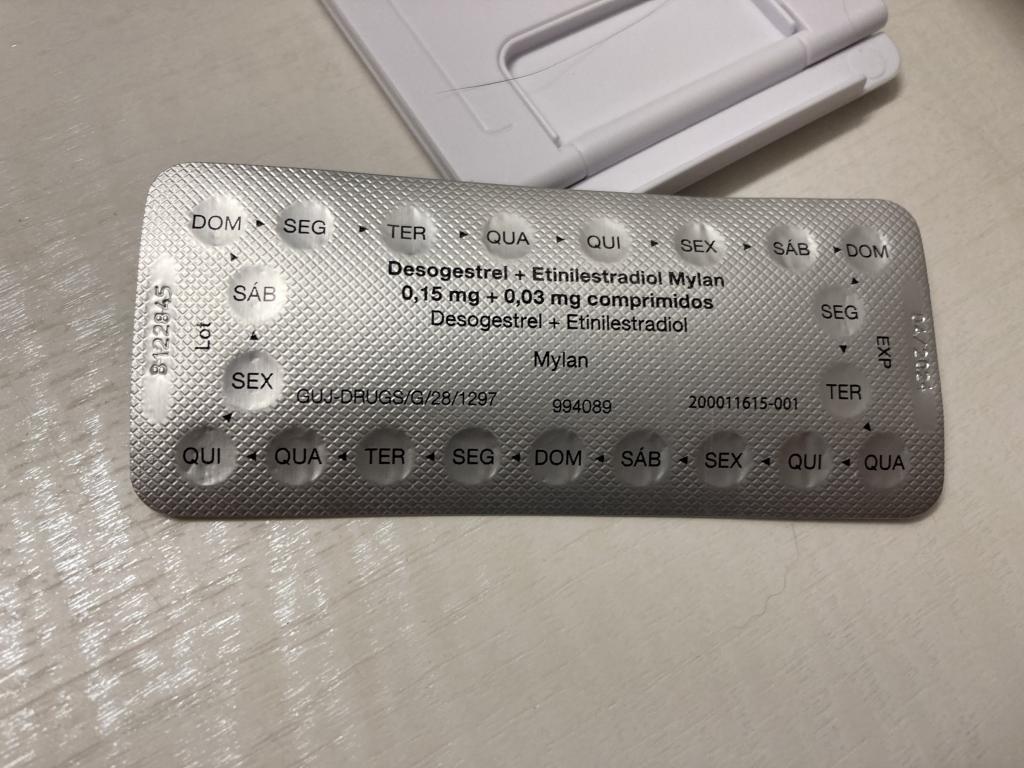 DOM ▸ SEG ▸ TER ▸ QUA ▸ QUI ▸ SEX ▸ SÁB ▸ DOM
Desogestrel + Etinilestradiol Mylan
0,15 mg + 0,03 mg comprimidos
Desogestrel + Etinilestradiol
Mylan
GUJ-DRUGS/G/28/1297 994089 200011615-001
SEG
TER
QUI ◂ QUA ◂ TER ◂ SEG ◂ DOM ◂ SÁB ◂ SEX ◂ QUI ◂ QUA
SEX
SÁB
Lot
8122845
EXP